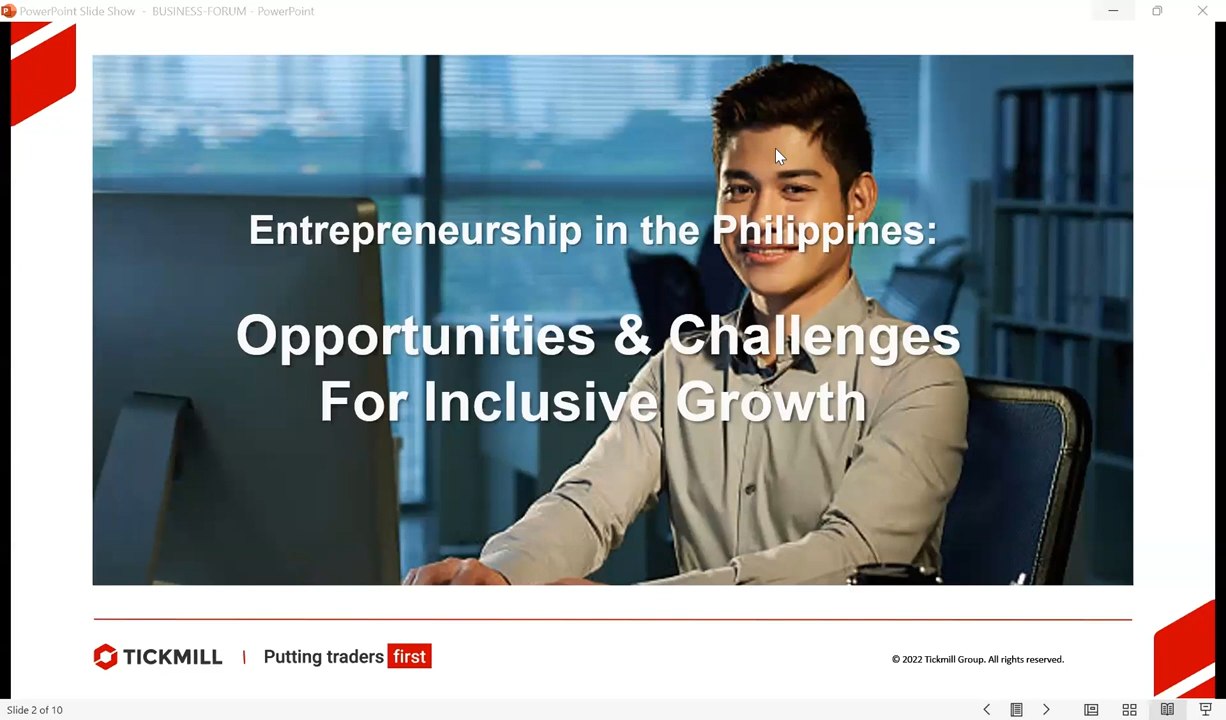 PowerPoint Slide Show - BUSINESS-FORUM - PowerPoint
Entrepreneurship in the Philippines:
Opportunities & Challenges
For Inclusive Growth
TICKMILL | Putting traders first
© 2022 Tickmill Group. All rights reserved.
Slide 2 of 10